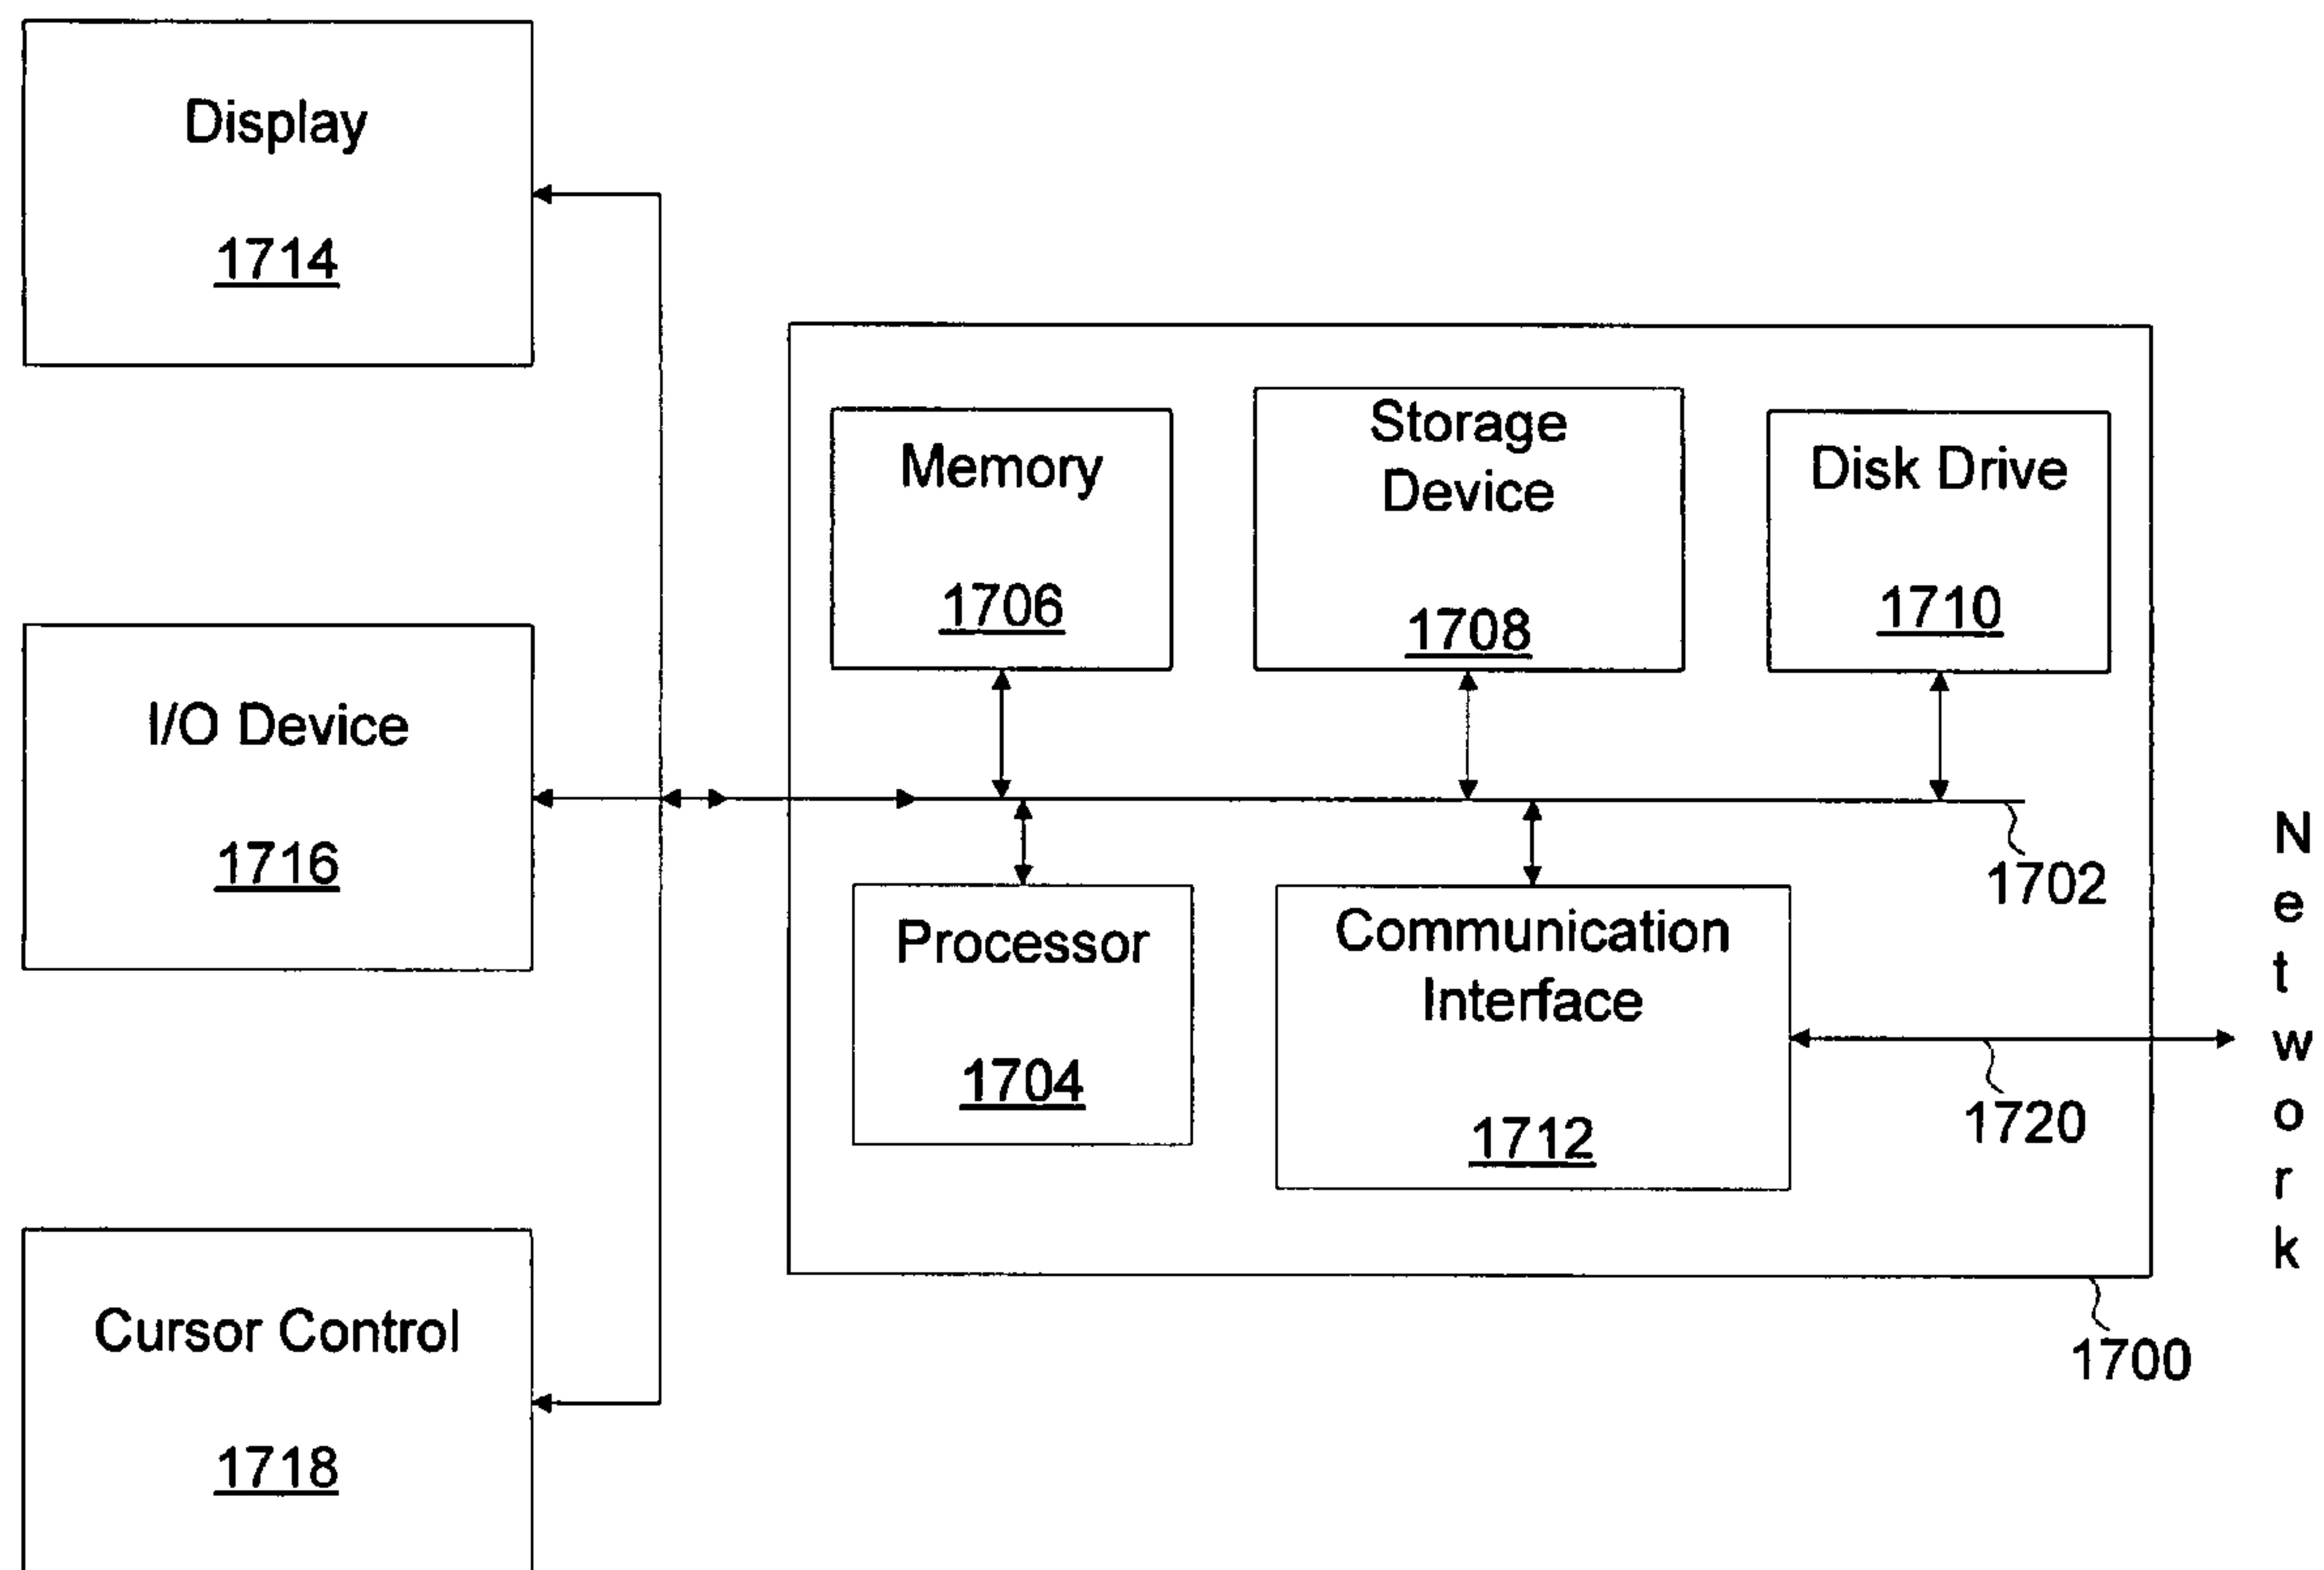 Display
1714
Memory
1706
Storage
Device
1708
Disk Drive
1710
I/O Device
1716
1702
Processor
1704
Communication
Interface
1712
1720
Network
Cursor Control
1718
1700